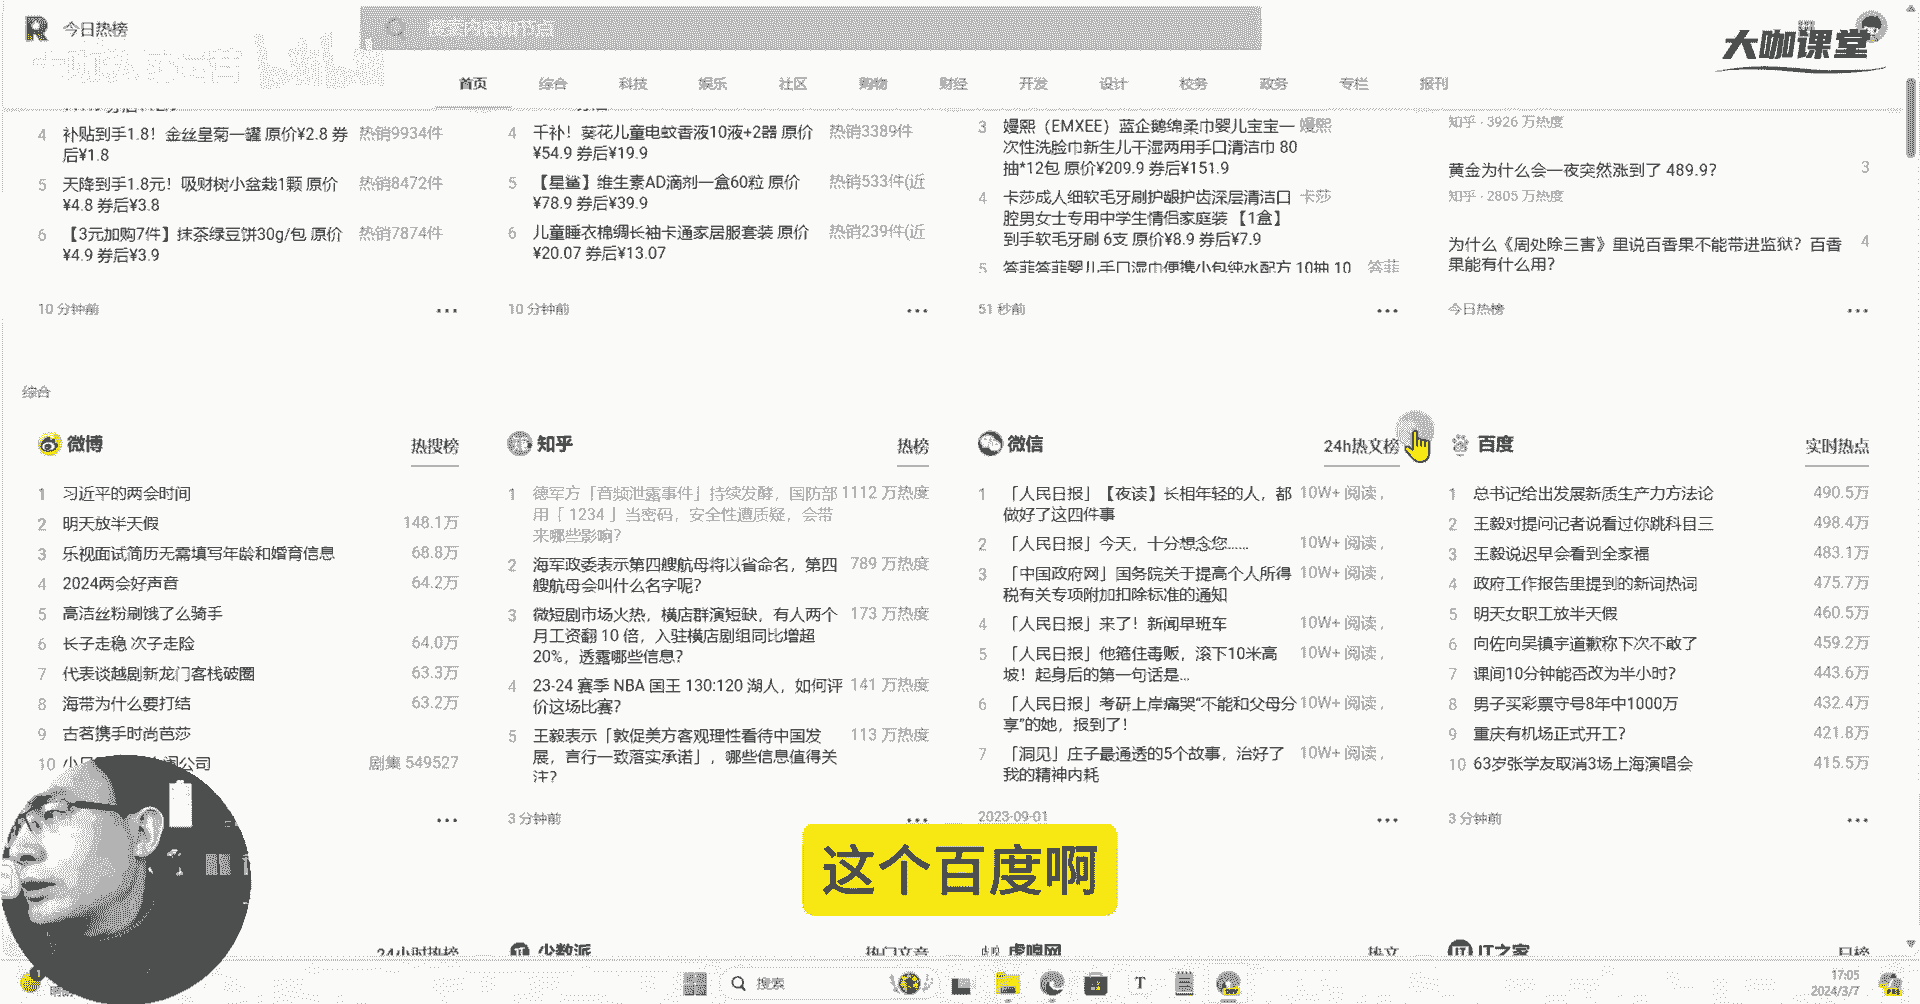 今日热榜
搜索内容和节点
大咖课堂
首页 综合 科技 娱乐 社区 购物 财经 开发 设计 校务 政务 专栏 报刊
4 补贴到手1.8！金丝皇菊一罐 原价¥2.8 券 热销9934件
后¥1.8
5 天降到手1.8元！吸财树小盆栽1颗 原价 热销8472件
¥4.8 券后¥3.8
6 【3元加购7件】抹茶绿豆饼30g/包 原价 热销7874件
¥4.9 券后¥3.9
10 分钟前
4 千补！葵花儿童电蚊香液10液+2器 原价 热销3389件
¥54.9 券后¥19.9
5 【星鲨】维生素AD滴剂一盒60粒 原价 热销533件(近
¥78.9 券后¥39.9
6 儿童睡衣棉绸长袖卡通家居服套装 原价 热销239件(近
¥20.07 券后¥13.07
10 分钟前
3 嫚熙（EMXEE）蓝企鹅绵柔巾婴儿宝宝一 嫚熙
次性洗脸巾新生儿干湿两用手口清洁巾 80
抽*12包 原价¥209.9 券后¥151.9
4 卡莎成人细软毛牙刷护龈护齿深层清洁口 卡莎
腔男女士专用中学生情侣家庭装 【1盒】
到手软毛牙刷 6支 原价¥8.9 券后¥7.9
5 答菲答菲婴儿手口湿巾便携小包纯水配方 10抽 10 答菲
51 秒前
知乎 · 3926 万热度
黄金为什么会一夜突然涨到了 489.9？ 3
知乎 · 2805 万热度
为什么《周处除三害》里说百香果不能带进监狱？百香 4
果能有什么用？
今日热榜
综合
微博 热搜榜
1 习近平的两会时间
2 明天放半天假 148.1万
3 乐视面试简历无需填写年龄和婚育信息 68.8万
4 2024两会好声音 64.2万
5 高洁丝粉刷饿了么骑手
6 长子走稳 次子走险 64.0万
7 代表谈越剧新龙门客栈破圈 63.3万
8 海带为什么要打结 63.2万
9 古茗携手时尚芭莎
10 公司 剧集 549527
知乎 热榜
1 德军方「音频泄露事件」持续发酵，国防部 1112 万热度
用「 1234 」当密码，安全性遭质疑，会带
来哪些影响？
2 海军政委表示第四艘航母将以省命名，第四 789 万热度
艘航母会叫什么名字呢？
3 微短剧市场火热，横店群演短缺，有人两个 173 万热度
月工资翻 10 倍，入驻横店剧组同比增超
20%，透露哪些信息？
4 23-24 赛季 NBA 国王 130:120 湖人，如何评 141 万热度
价这场比赛？
5 王毅表示「敦促美方客观理性看待中国发 113 万热度
展，言行一致落实承诺」，哪些信息值得关
注？
3 分钟前
微信 24h热文榜
1 「人民日报」【夜读】长相年轻的人，都 10W+ 阅读，
做好了这四件事
2 「人民日报」今天，十分想念您…… 10W+ 阅读，
3 「中国政府网」国务院关于提高个人所得 10W+ 阅读，
税有关专项附加扣除标准的通知
4 「人民日报」来了！新闻早班车 10W+ 阅读，
5 「人民日报」他箍住毒贩，滚下10米高 10W+ 阅读，
坡！起身后的第一句话是...
6 「人民日报」考研上岸痛哭“不能和父母分 10W+ 阅读，
享”的她，报到了！
7 「洞见」庄子最通透的5个故事，治好了 10W+ 阅读，
我的精神内耗
2023-09-01
百度 实时热点
1 总书记给出发展新质生产力方法论 490.5万
2 王毅对提问记者说看过你跳科目三 498.4万
3 王毅说迟早会看到全家福 483.1万
4 政府工作报告里提到的新词热词 475.7万
5 明天女职工放半天假 460.5万
6 向佐向吴镇宇道歉称下次不敢了 459.2万
7 课间10分钟能否改为半小时？ 443.6万
8 男子买彩票守号8年中1000万 432.4万
9 重庆有机场正式开工？ 421.8万
10 63岁张学友取消3场上海演唱会 415.5万
3 分钟前
这个百度啊
24小时热榜
少数派 热门文章
虎嗅网 热文
IT之家 日榜
搜索
17:05
2024/3/7